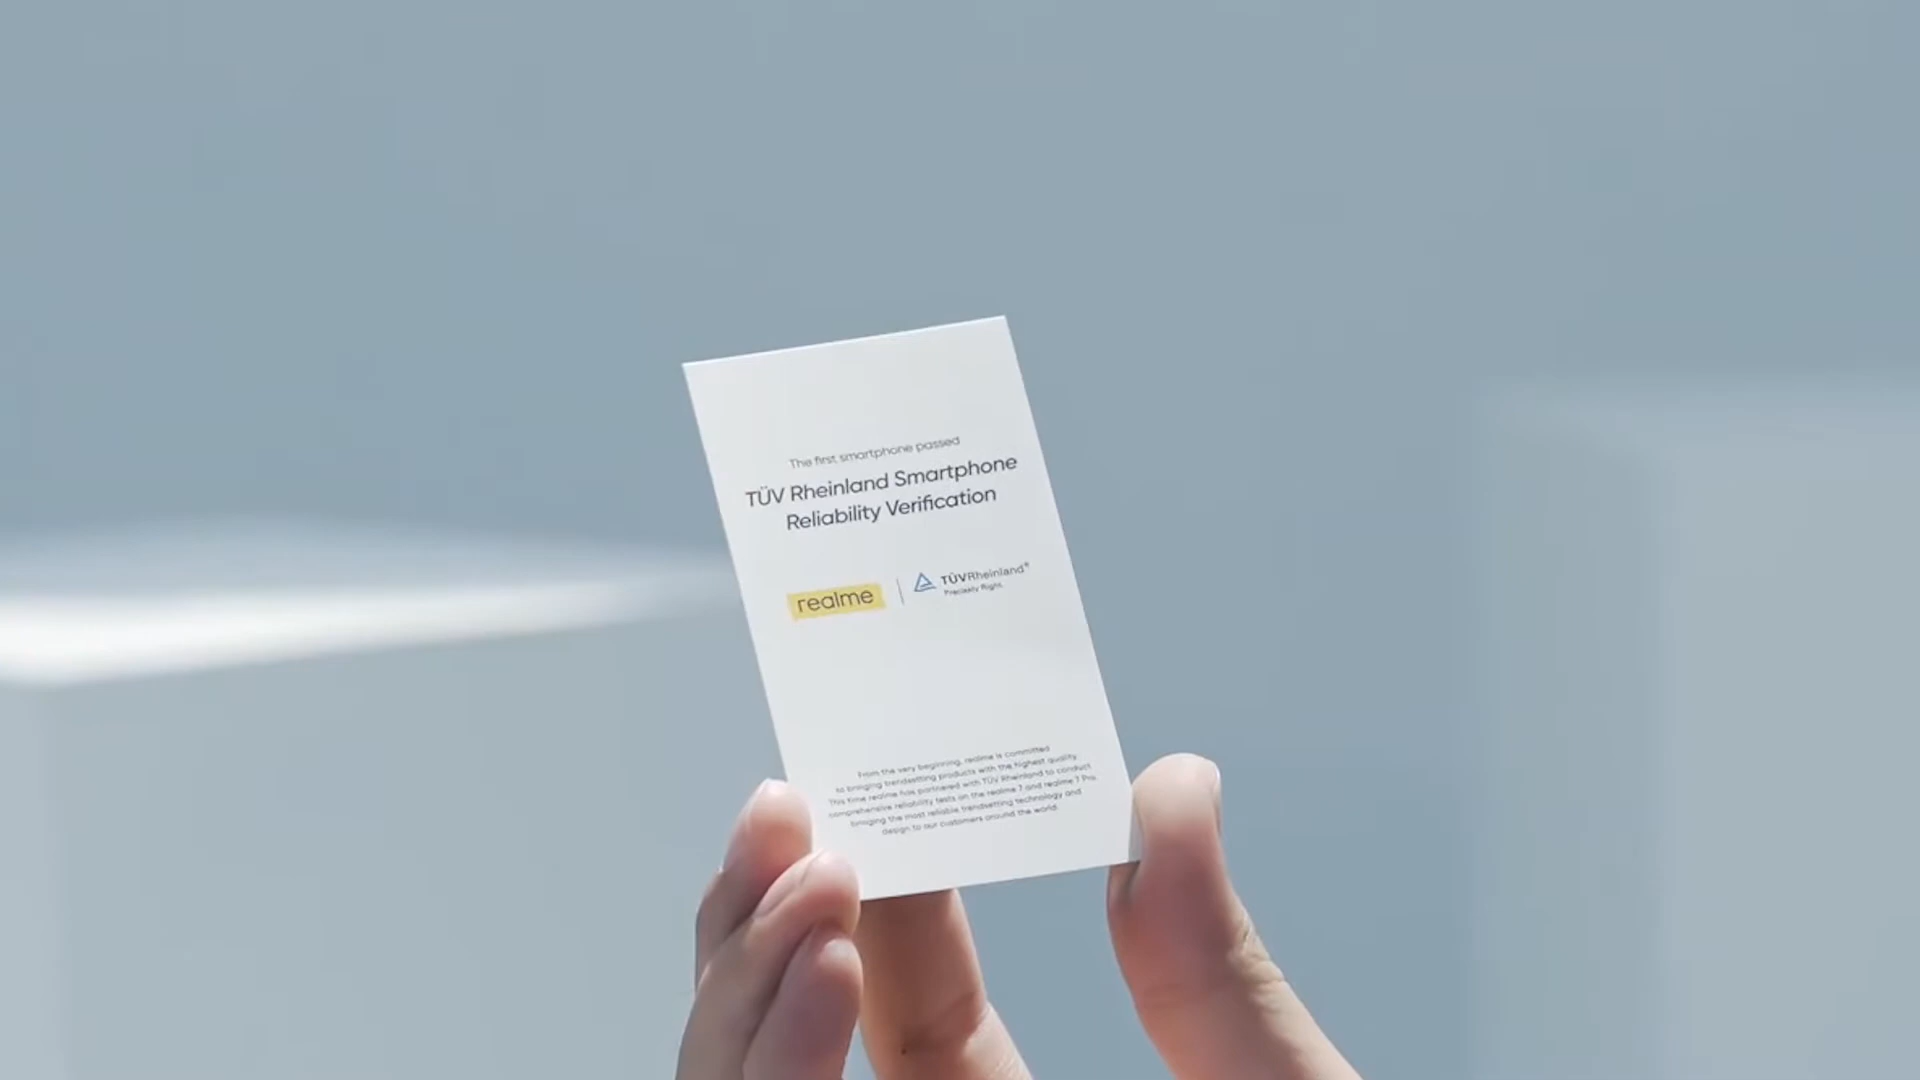 The first smartphone passed
TÜV Rheinland Smartphone
Reliability Verification
realme
TÜVRheinland®
Precisely Right.
From the very beginning, realme is committed
to bringing trendsetting products with the highest quality.
This time realme has partnered with TÜV Rheinland to conduct
comprehensive reliability tests on the realme 7 and realme 7 Pro,
bringing the most reliable trendsetting technology and
design to our customers around the world.